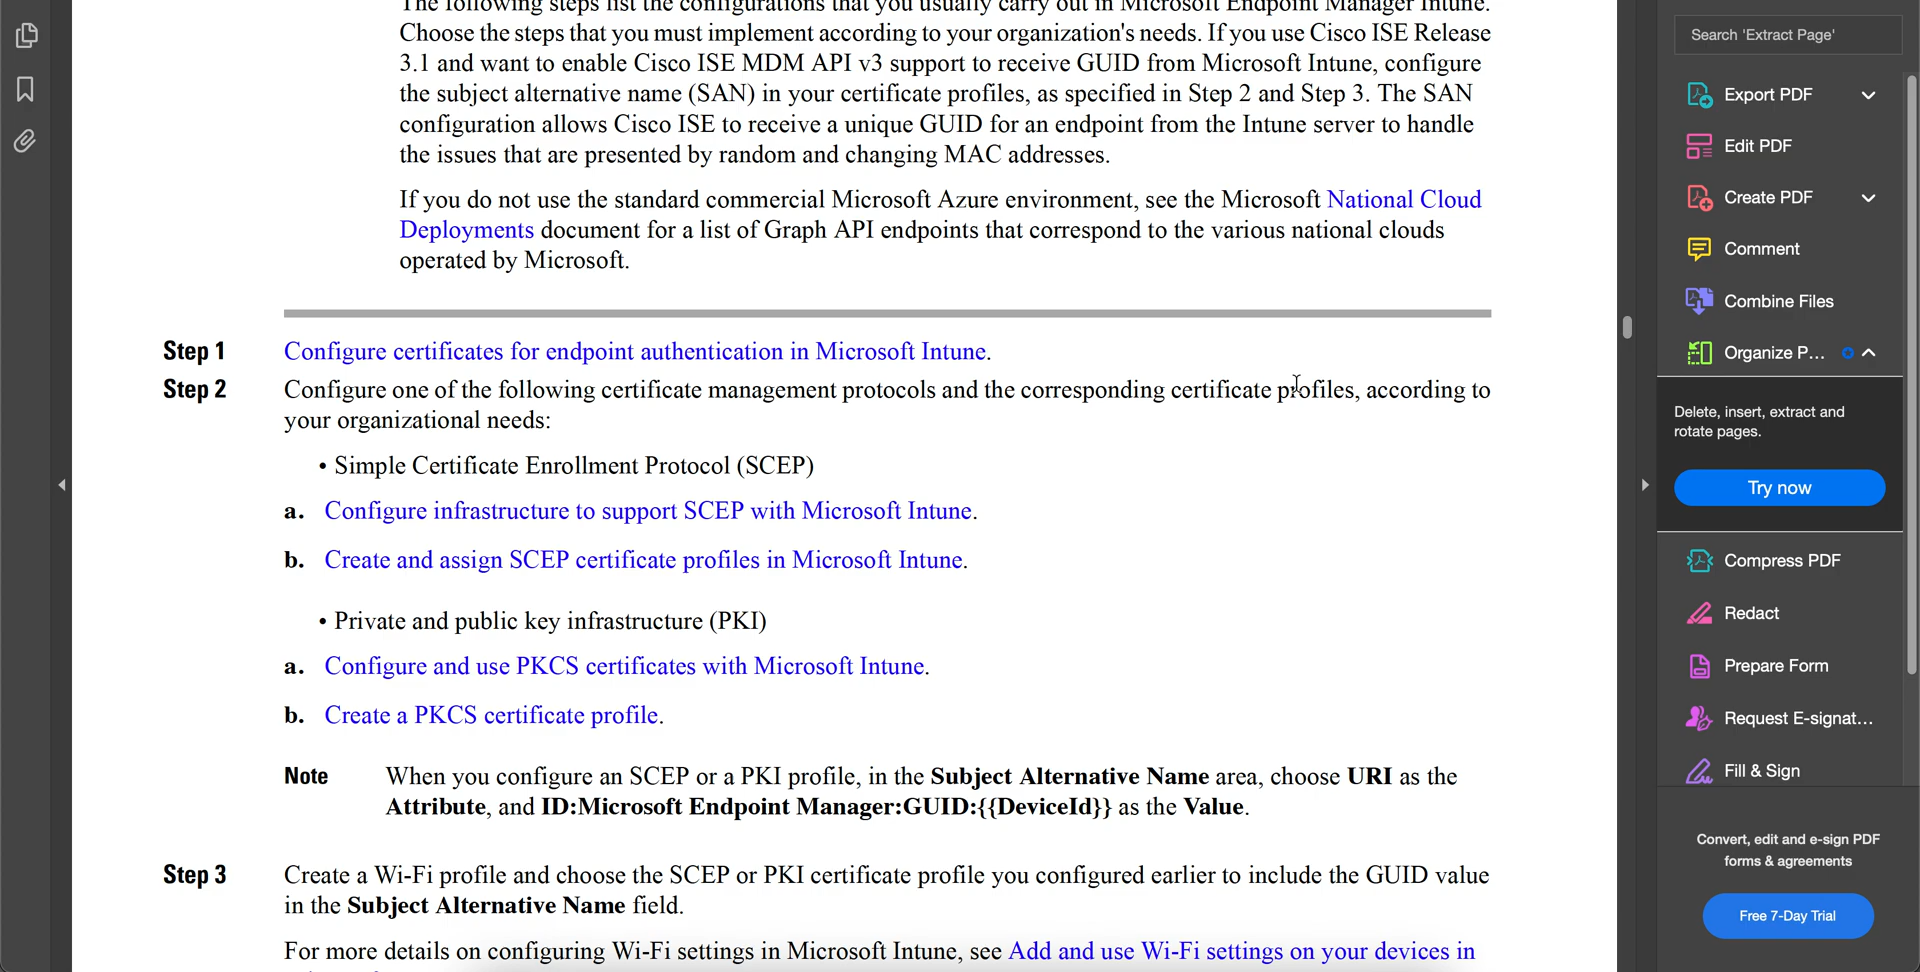 The following steps list the configurations that you usually carry out in Microsoft Endpoint Manager Intune.
Choose the steps that you must implement according to your organization's needs. If you use Cisco ISE Release
3.1 and want to enable Cisco ISE MDM API v3 support to receive GUID from Microsoft Intune, configure
the subject alternative name (SAN) in your certificate profiles, as specified in Step 2 and Step 3. The SAN
configuration allows Cisco ISE to receive a unique GUID for an endpoint from the Intune server to handle
the issues that are presented by random and changing MAC addresses.
If you do not use the standard commercial Microsoft Azure environment, see the Microsoft National Cloud
Deployments document for a list of Graph API endpoints that correspond to the various national clouds
operated by Microsoft.
Step 1 Configure certificates for endpoint authentication in Microsoft Intune.
Step 2 Configure one of the following certificate management protocols and the corresponding certificate profiles, according to
your organizational needs:
• Simple Certificate Enrollment Protocol (SCEP)
a. Configure infrastructure to support SCEP with Microsoft Intune.
b. Create and assign SCEP certificate profiles in Microsoft Intune.
• Private and public key infrastructure (PKI)
a. Configure and use PKCS certificates with Microsoft Intune.
b. Create a PKCS certificate profile.
Note When you configure an SCEP or a PKI profile, in the Subject Alternative Name area, choose URI as the
Attribute, and ID:Microsoft Endpoint Manager:GUID:{{DeviceId}} as the Value.
Step 3 Create a Wi-Fi profile and choose the SCEP or PKI certificate profile you configured earlier to include the GUID value
in the Subject Alternative Name field.
For more details on configuring Wi-Fi settings in Microsoft Intune, see Add and use Wi-Fi settings on your devices in
Search 'Extract Page'
Export PDF
Edit PDF
Create PDF
Comment
Combine Files
Organize P...
Delete, insert, extract and
rotate pages.
Try now
Compress PDF
Redact
Prepare Form
Request E-signat...
Fill & Sign
Convert, edit and e-sign PDF
forms & agreements
Free 7-Day Trial